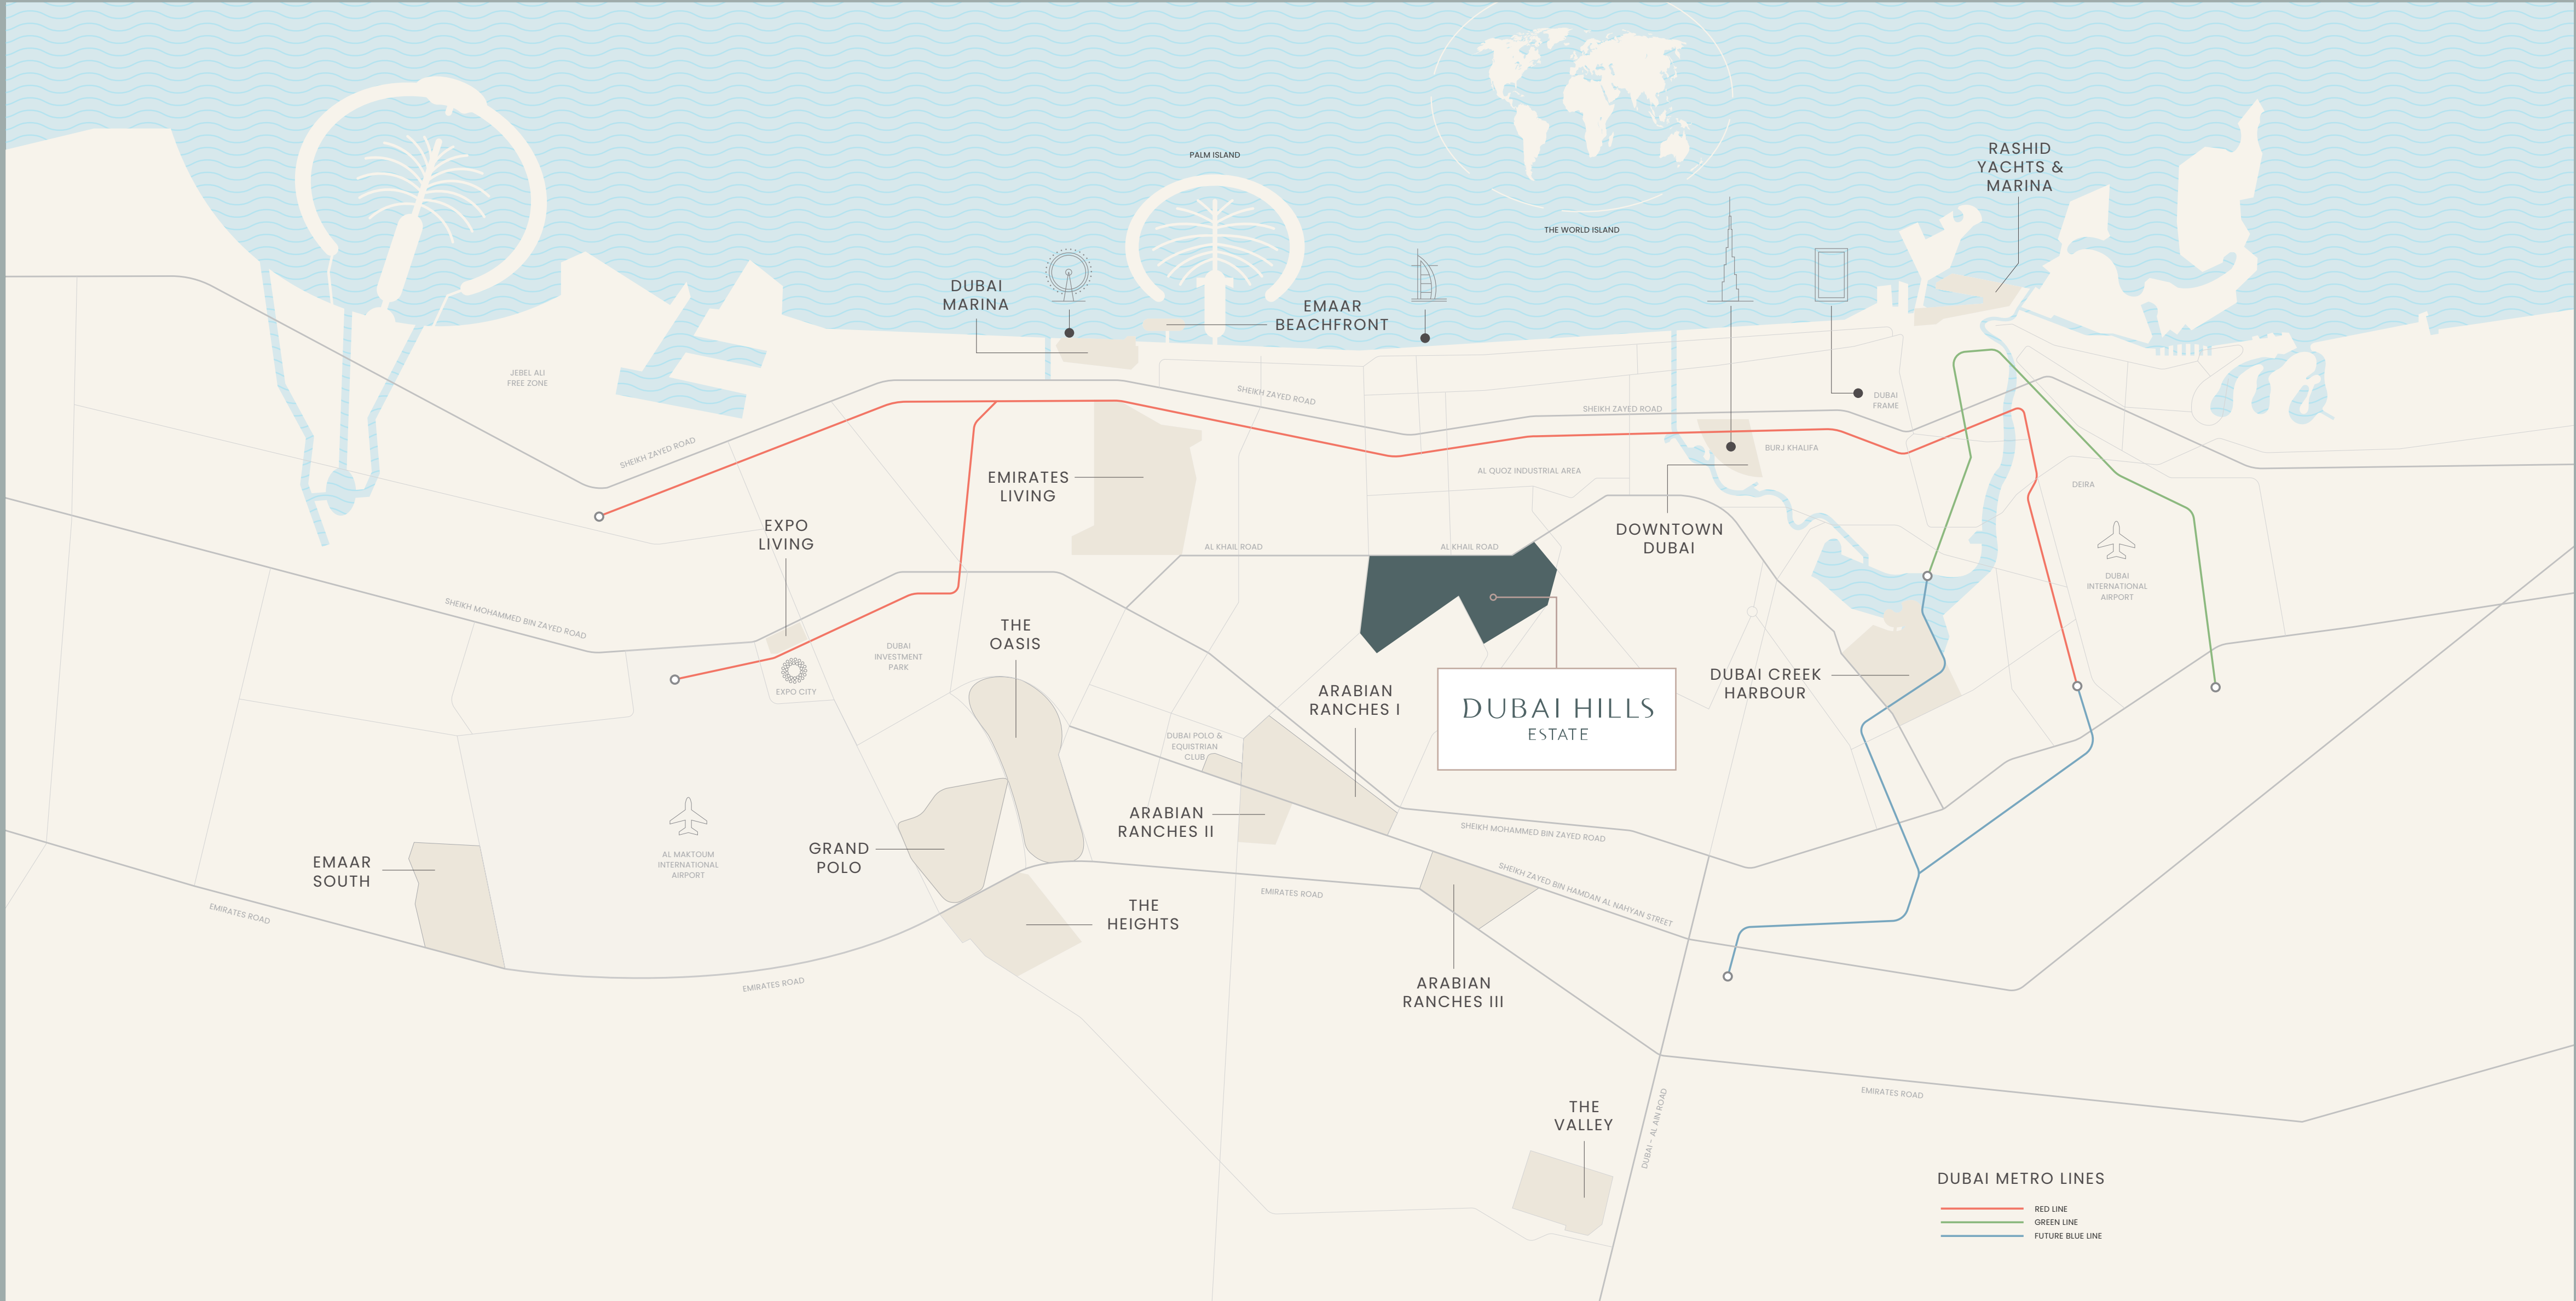 PALM ISLAND
THE WORLD ISLAND
RASHID
YACHTS &
MARINA
DUBAI
MARINA
EMAAR
BEACHFRONT
JEBEL ALI
FREE ZONE
SHEIKH ZAYED ROAD
SHEIKH ZAYED ROAD
SHEIKH ZAYED ROAD
DUBAI
FRAME
BURJ KHALIFA
AL QUOZ INDUSTRIAL AREA
EMIRATES
LIVING
DEIRA
EXPO
LIVING
DOWNTOWN
DUBAI
AL KHAIL ROAD
AL KHAIL ROAD
DUBAI
INTERNATIONAL
AIRPORT
SHEIKH MOHAMMED BIN ZAYED ROAD
THE
OASIS
DUBAI
INVESTMENT
PARK
EXPO CITY
ARABIAN
RANCHES I
DUBAI HILLS
ESTATE
DUBAI CREEK
HARBOUR
DUBAI POLO &
EQUISTRIAN
CLUB
ARABIAN
RANCHES II
SHEIKH MOHAMMED BIN ZAYED ROAD
GRAND
POLO
AL MAKTOUM
INTERNATIONAL
AIRPORT
EMAAR
SOUTH
SHEIKH ZAYED BIN HAMDAN AL NAHYAN STREET
EMIRATES ROAD
EMIRATES ROAD
THE
HEIGHTS
EMIRATES ROAD
ARABIAN
RANCHES III
EMIRATES ROAD
THE
VALLEY
DUBAI - AL AIN ROAD
DUBAI METRO LINES
RED LINE
GREEN LINE
FUTURE BLUE LINE